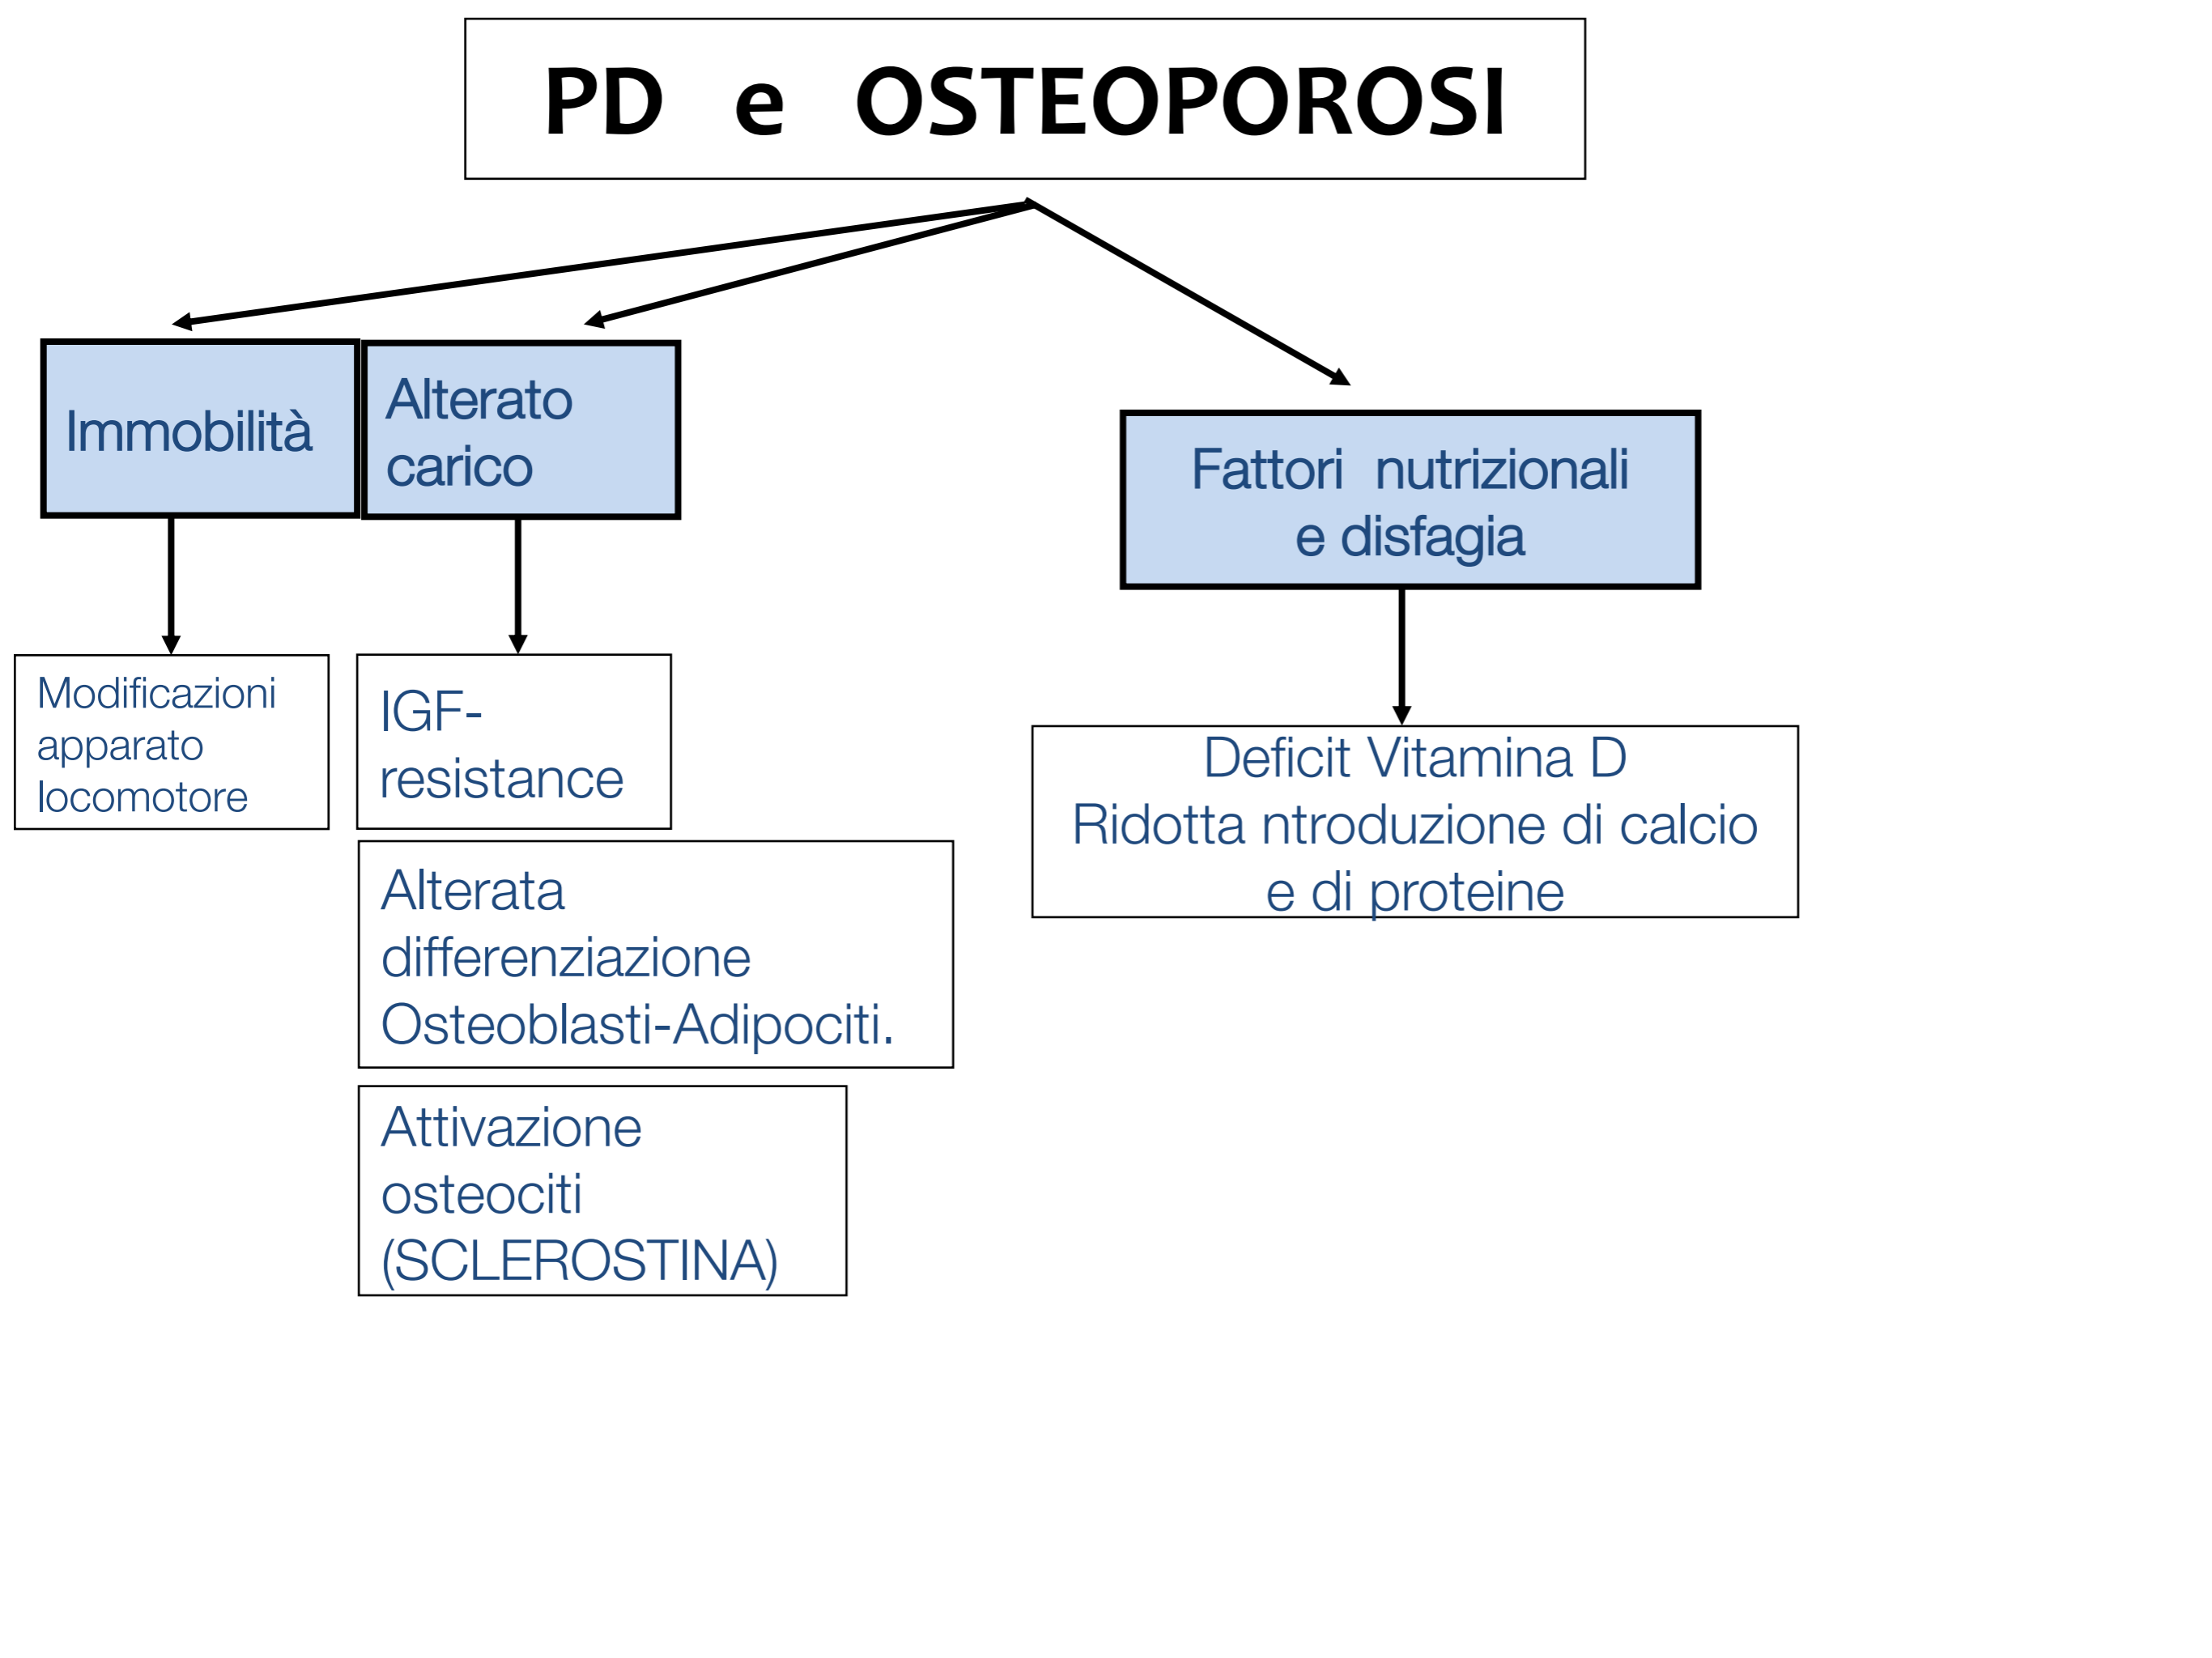 PD e OSTEOPOROSI
Immobilità
Alterato
carico
Fattori nutrizionali
e disfagia
Modificazioni
apparato
locomotore
IGF-
resistance
Deficit Vitamina D
Ridotta ntroduzione di calcio
e di proteine
Alterata
differenziazione
Osteoblasti-Adipociti.
Attivazione
osteociti
(SCLEROSTINA)